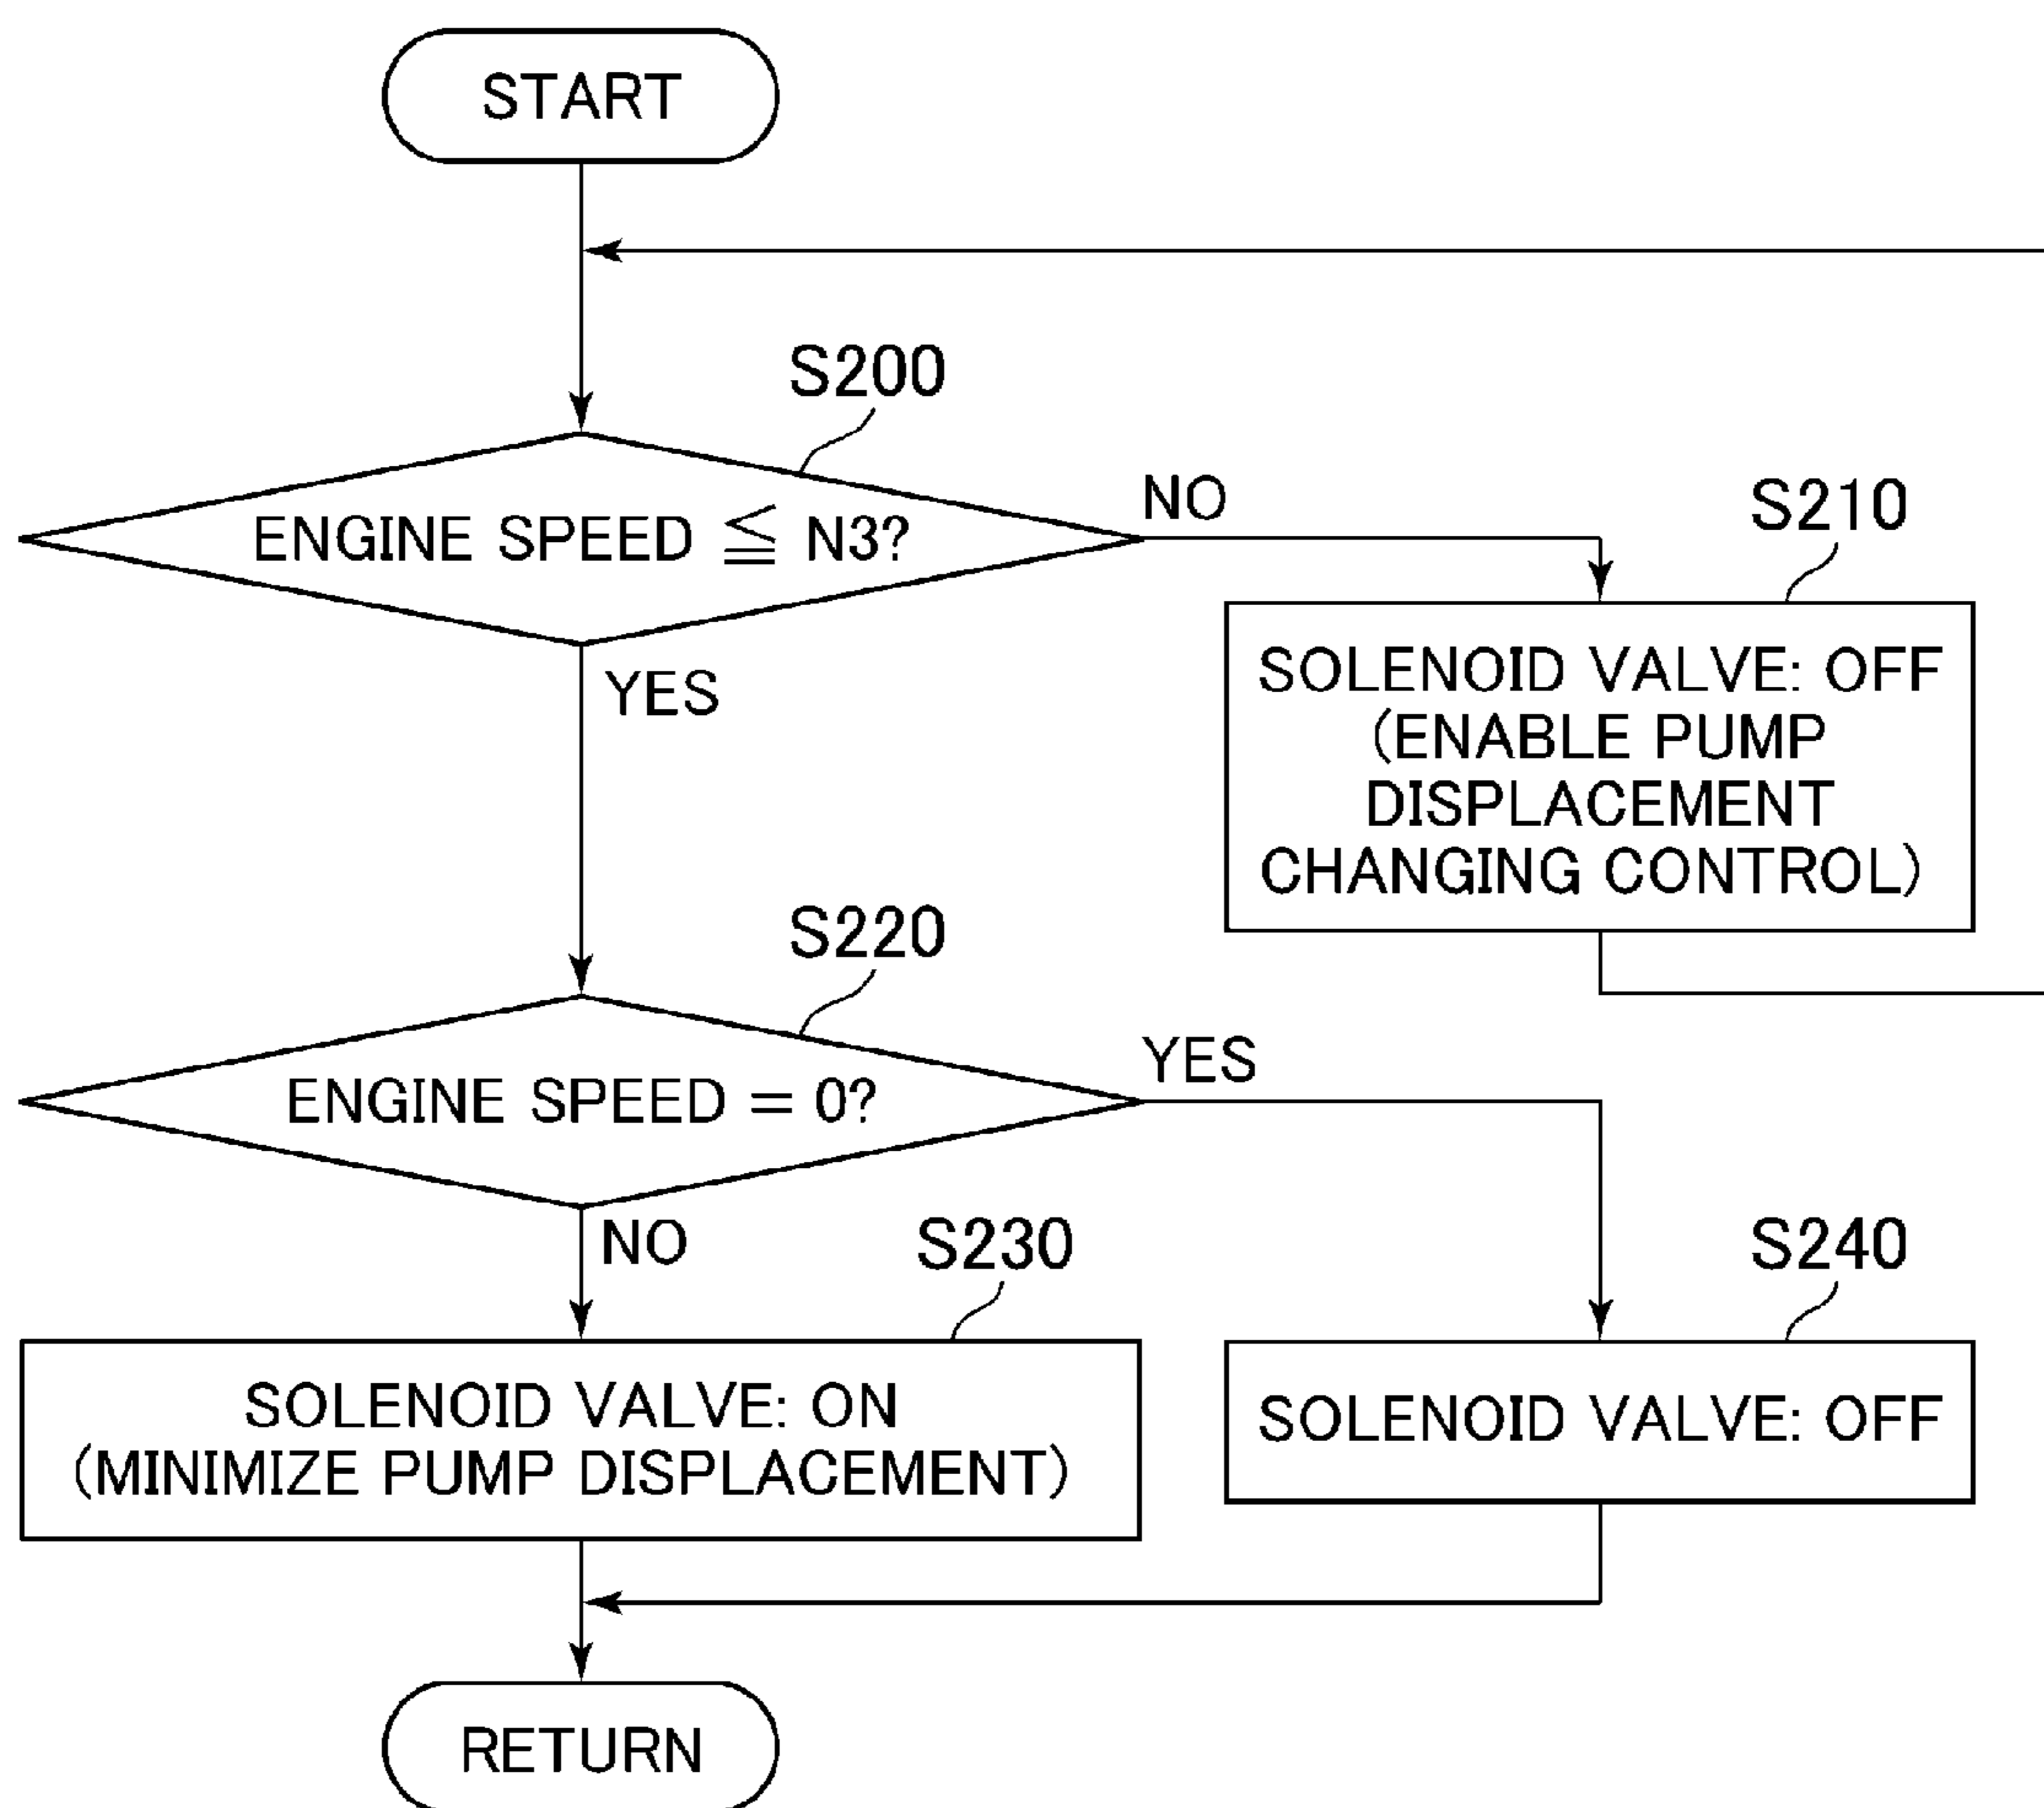 START
S200
ENGINE SPEED ≦ N3?
NO
YES
S210
SOLENOID VALVE: OFF
(ENABLE PUMP
DISPLACEMENT
CHANGING CONTROL)
S220
ENGINE SPEED = 0?
YES
NO
S230
SOLENOID VALVE: ON
(MINIMIZE PUMP DISPLACEMENT)
S240
SOLENOID VALVE: OFF
RETURN